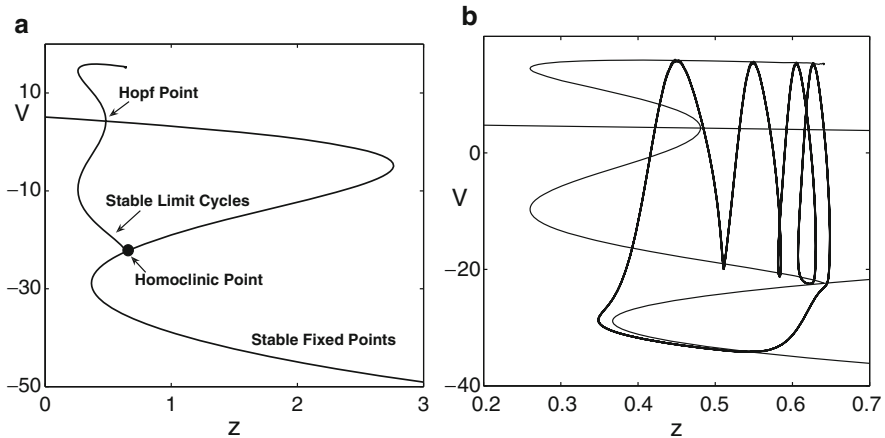 a
10
V
−10
−30
−50
0
1
2
3
z
Hopf Point
Stable Limit Cycles
Homoclinic Point
Stable Fixed Points
b
0
V
−20
−40
0.2
0.3
0.4
0.5
0.6
0.7
z